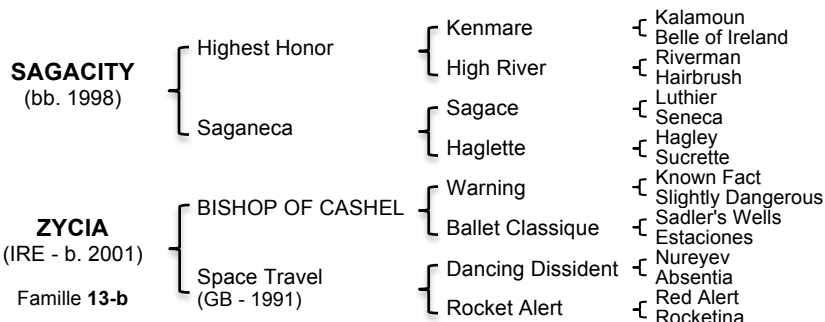 SAGACITY
(bb. 1998)
Highest Honor
Kenmare
Kalamoun
Belle of Ireland
High River
Riverman
Hairbrush
Saganeca
Sagace
Luthier
Seneca
Haglette
Hagley
Sucrette
ZYCIA
(IRE - b. 2001)
Famille 13-b
BISHOP OF CASHEL
Warning
Known Fact
Slightly Dangerous
Ballet Classique
Sadler's Wells
Estaciones
Space Travel
(GB - 1991)
Dancing Dissident
Nureyev
Absentia
Rocket Alert
Red Alert
Rocketina